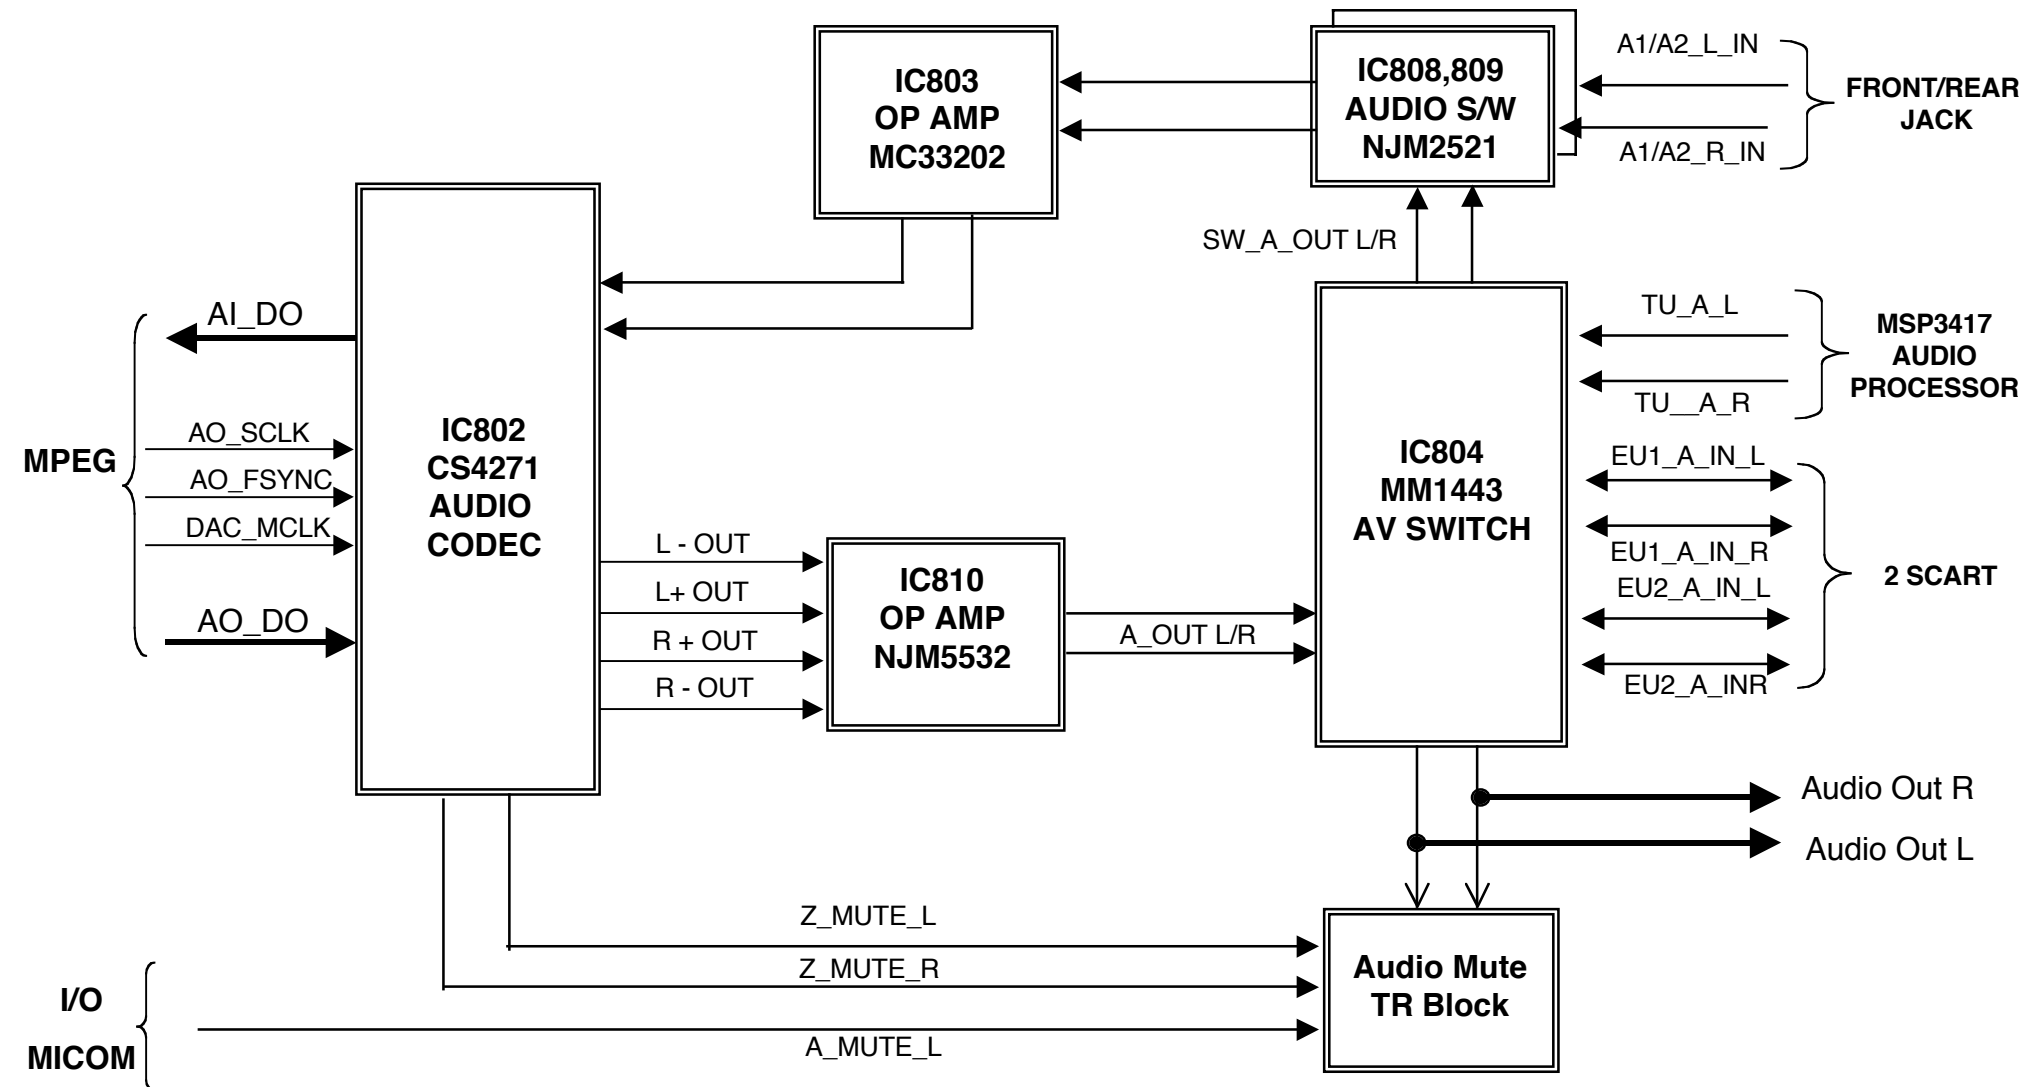 IC803
OP AMP
MC33202
IC808,809
AUDIO S/W
NJM2521
A1/A2_L_IN
A1/A2_R_IN
FRONT/REAR
JACK
SW_A_OUT L/R
MPEG
AI_DO
AO_SCLK
AO_FSYNC
DAC_MCLK
AO_DO
IC802
CS4271
AUDIO
CODEC
L - OUT
L+ OUT
R + OUT
R - OUT
IC810
OP AMP
NJM5532
A_OUT L/R
IC804
MM1443
AV SWITCH
TU_A_L
TU__A_R
MSP3417
AUDIO
PROCESSOR
EU1_A_IN_L
EU1_A_IN_R
EU2_A_IN_L
EU2_A_INR
2 SCART
Audio Out R
Audio Out L
Z_MUTE_L
Z_MUTE_R
A_MUTE_L
Audio Mute
TR Block
I/O
MICOM